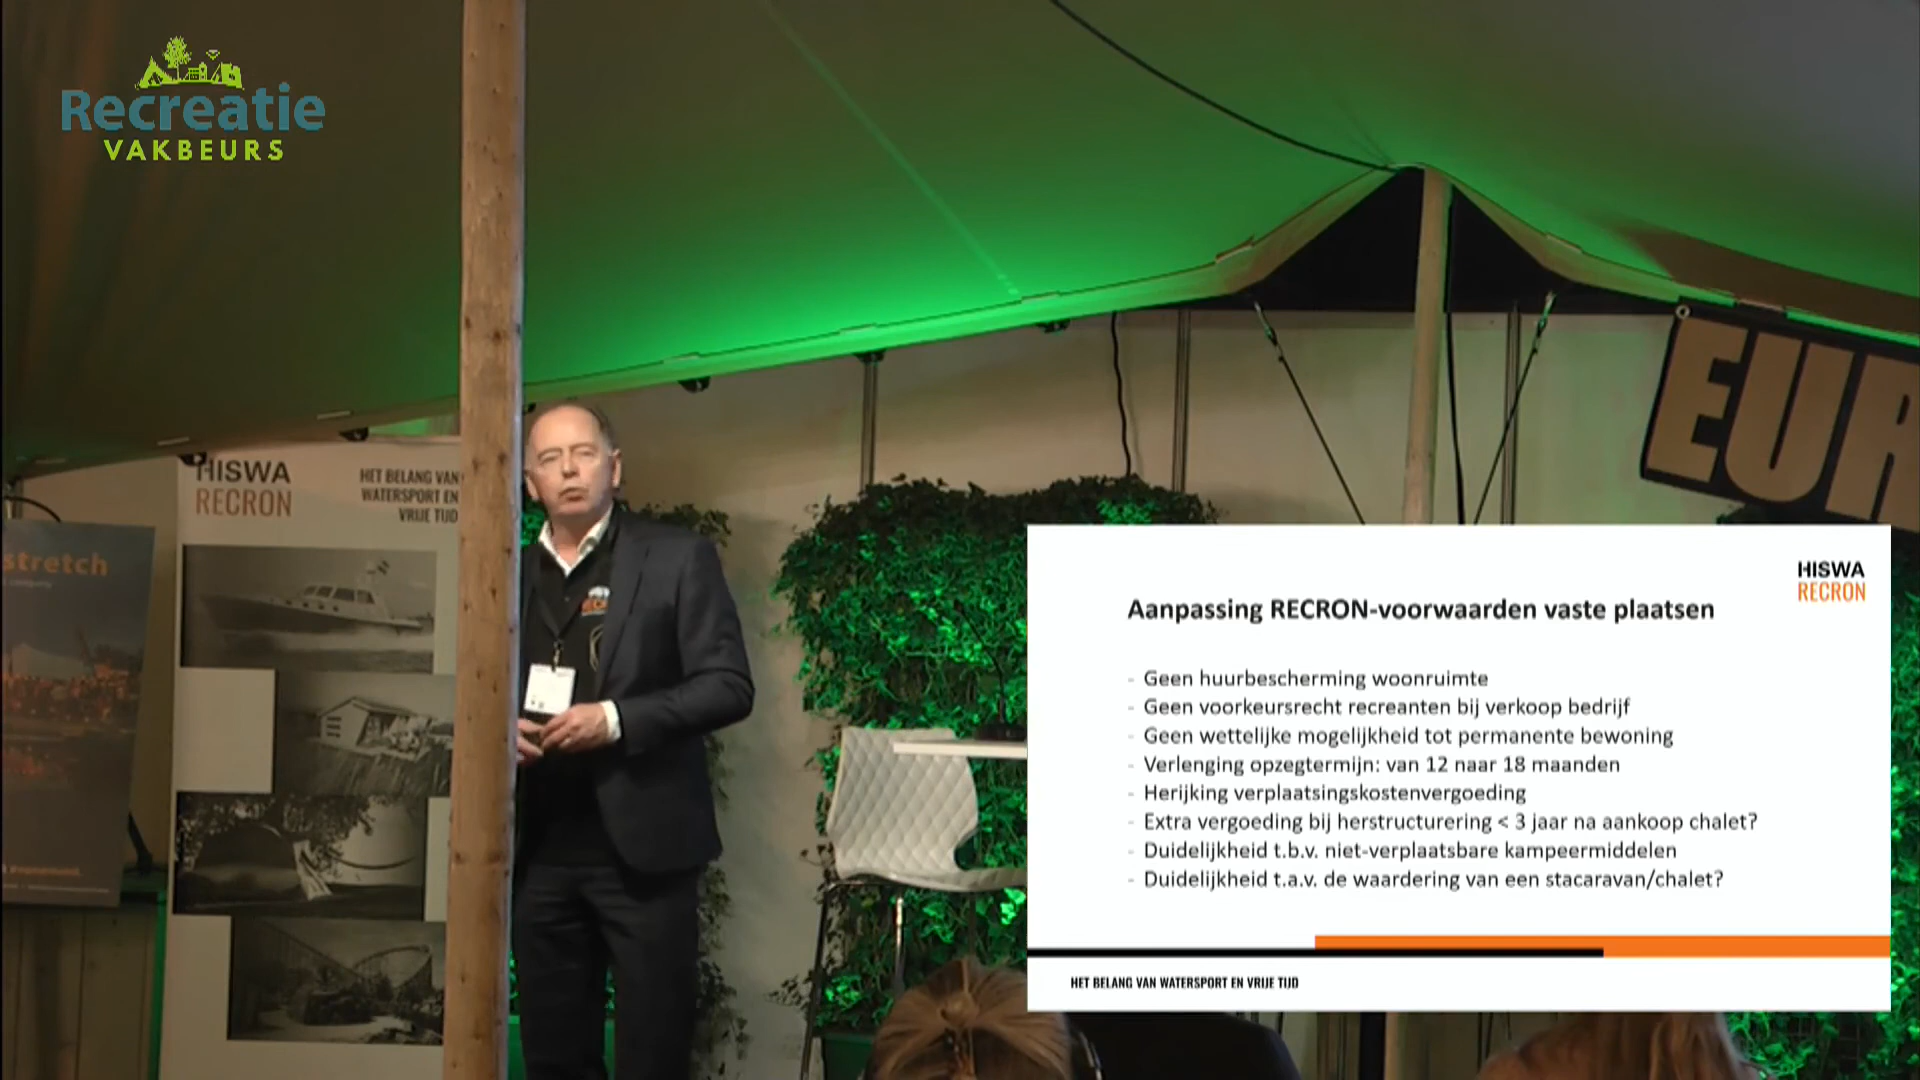 Recreatie
VAKBEURS
HISWA
RECRON
HET BELANG VAN
WATERSPORT EN
VRIJE TIJD
stretch
EUR
HISWA
RECRON
Aanpassing RECRON-voorwaarden vaste plaatsen
- Geen huurbescherming woonruimte
- Geen voorkeursrecht recreanten bij verkoop bedrijf
- Geen wettelijke mogelijkheid tot permanente bewoning
- Verlenging opzegtermijn: van 12 naar 18 maanden
- Herijking verplaatsingskostenvergoeding
- Extra vergoeding bij herstructurering < 3 jaar na aankoop chalet?
- Duidelijkheid t.b.v. niet-verplaatsbare kampeermiddelen
- Duidelijkheid t.a.v. de waardering van een stacaravan/chalet?
HET BELANG VAN WATERSPORT EN VRIJE TIJD